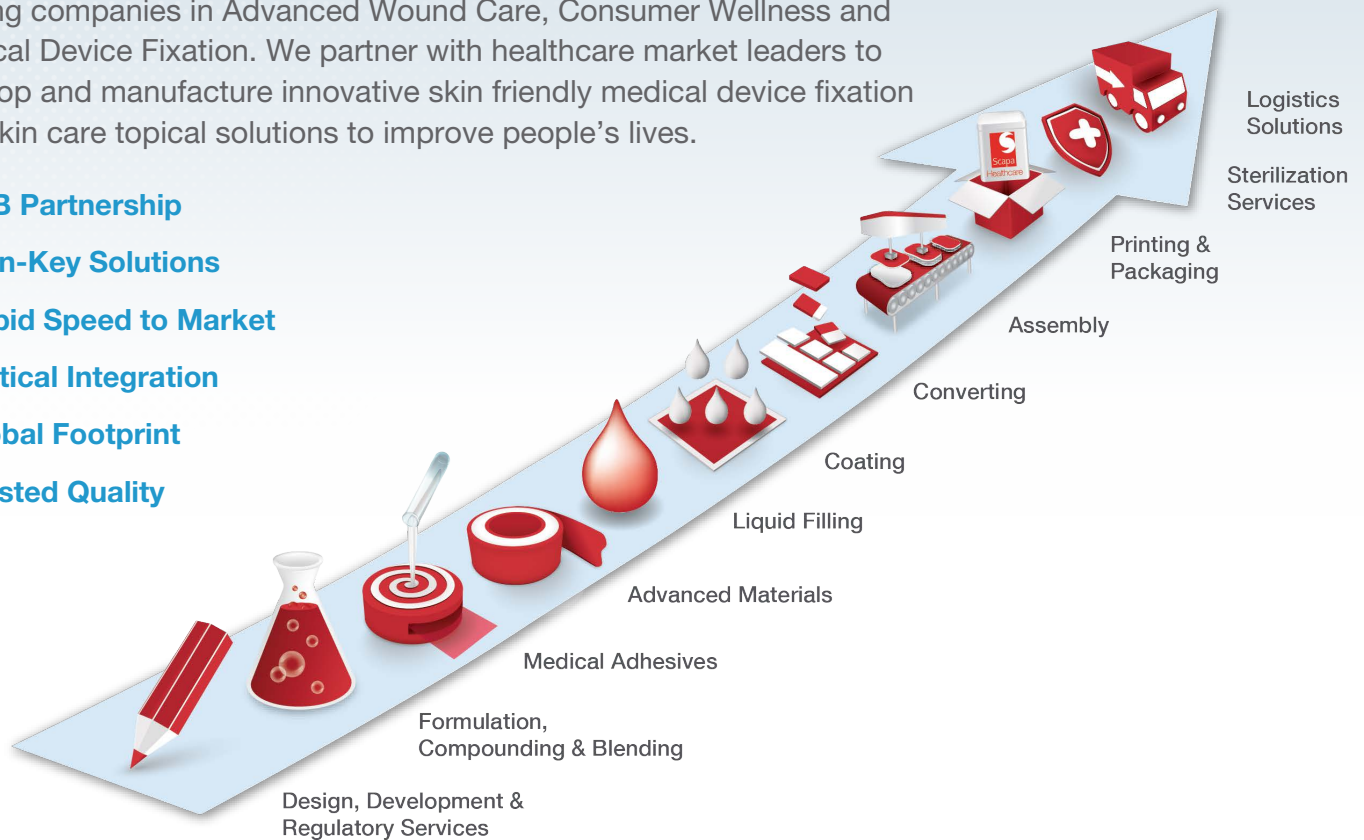 ng companies in Advanced Wound Care, Consumer Wellness and
cal Device Fixation. We partner with healthcare market leaders to
op and manufacture innovative skin friendly medical device fixation
kin care topical solutions to improve people's lives.
B Partnership
n-Key Solutions
pid Speed to Market
tical Integration
bal Footprint
sted Quality
Scapa
Healthcare
Logistics
Solutions
Sterilization
Services
Printing &
Packaging
Assembly
Converting
Coating
Liquid Filling
Advanced Materials
Medical Adhesives
Formulation,
Compounding & Blending
Design, Development &
Regulatory Services